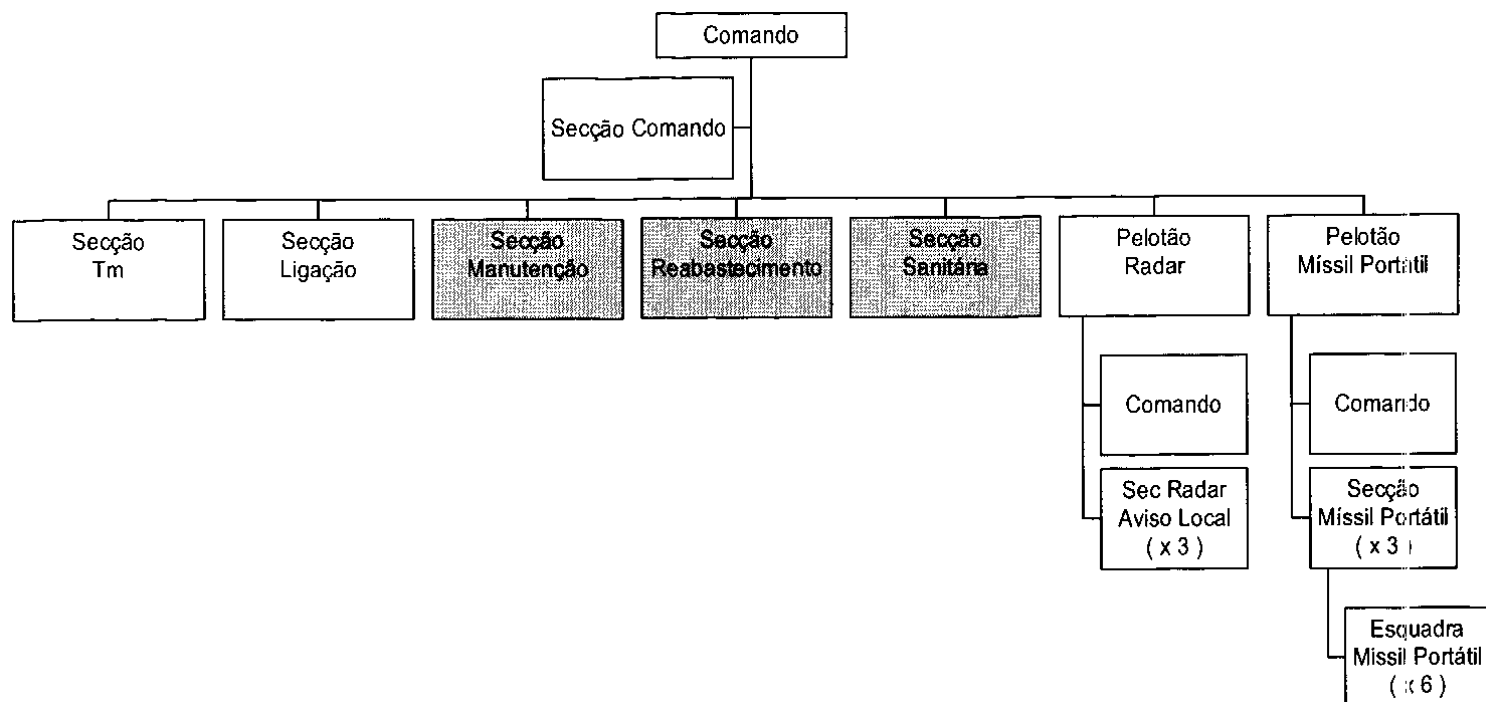 Comando
Secção Comando
Secção
Tm
Secção
Ligação
Secção
Manutenção
Secção
Reabastecimento
Secção
Sanitária
Pelotão
Radar
Pelotão
Míssil Portátil
Comando
Sec Radar
Aviso Local
( x 3 )
Comando
Secção
Míssil Portátil
( x 3 )
Esquadra
Missil Portátil
( x 6 )